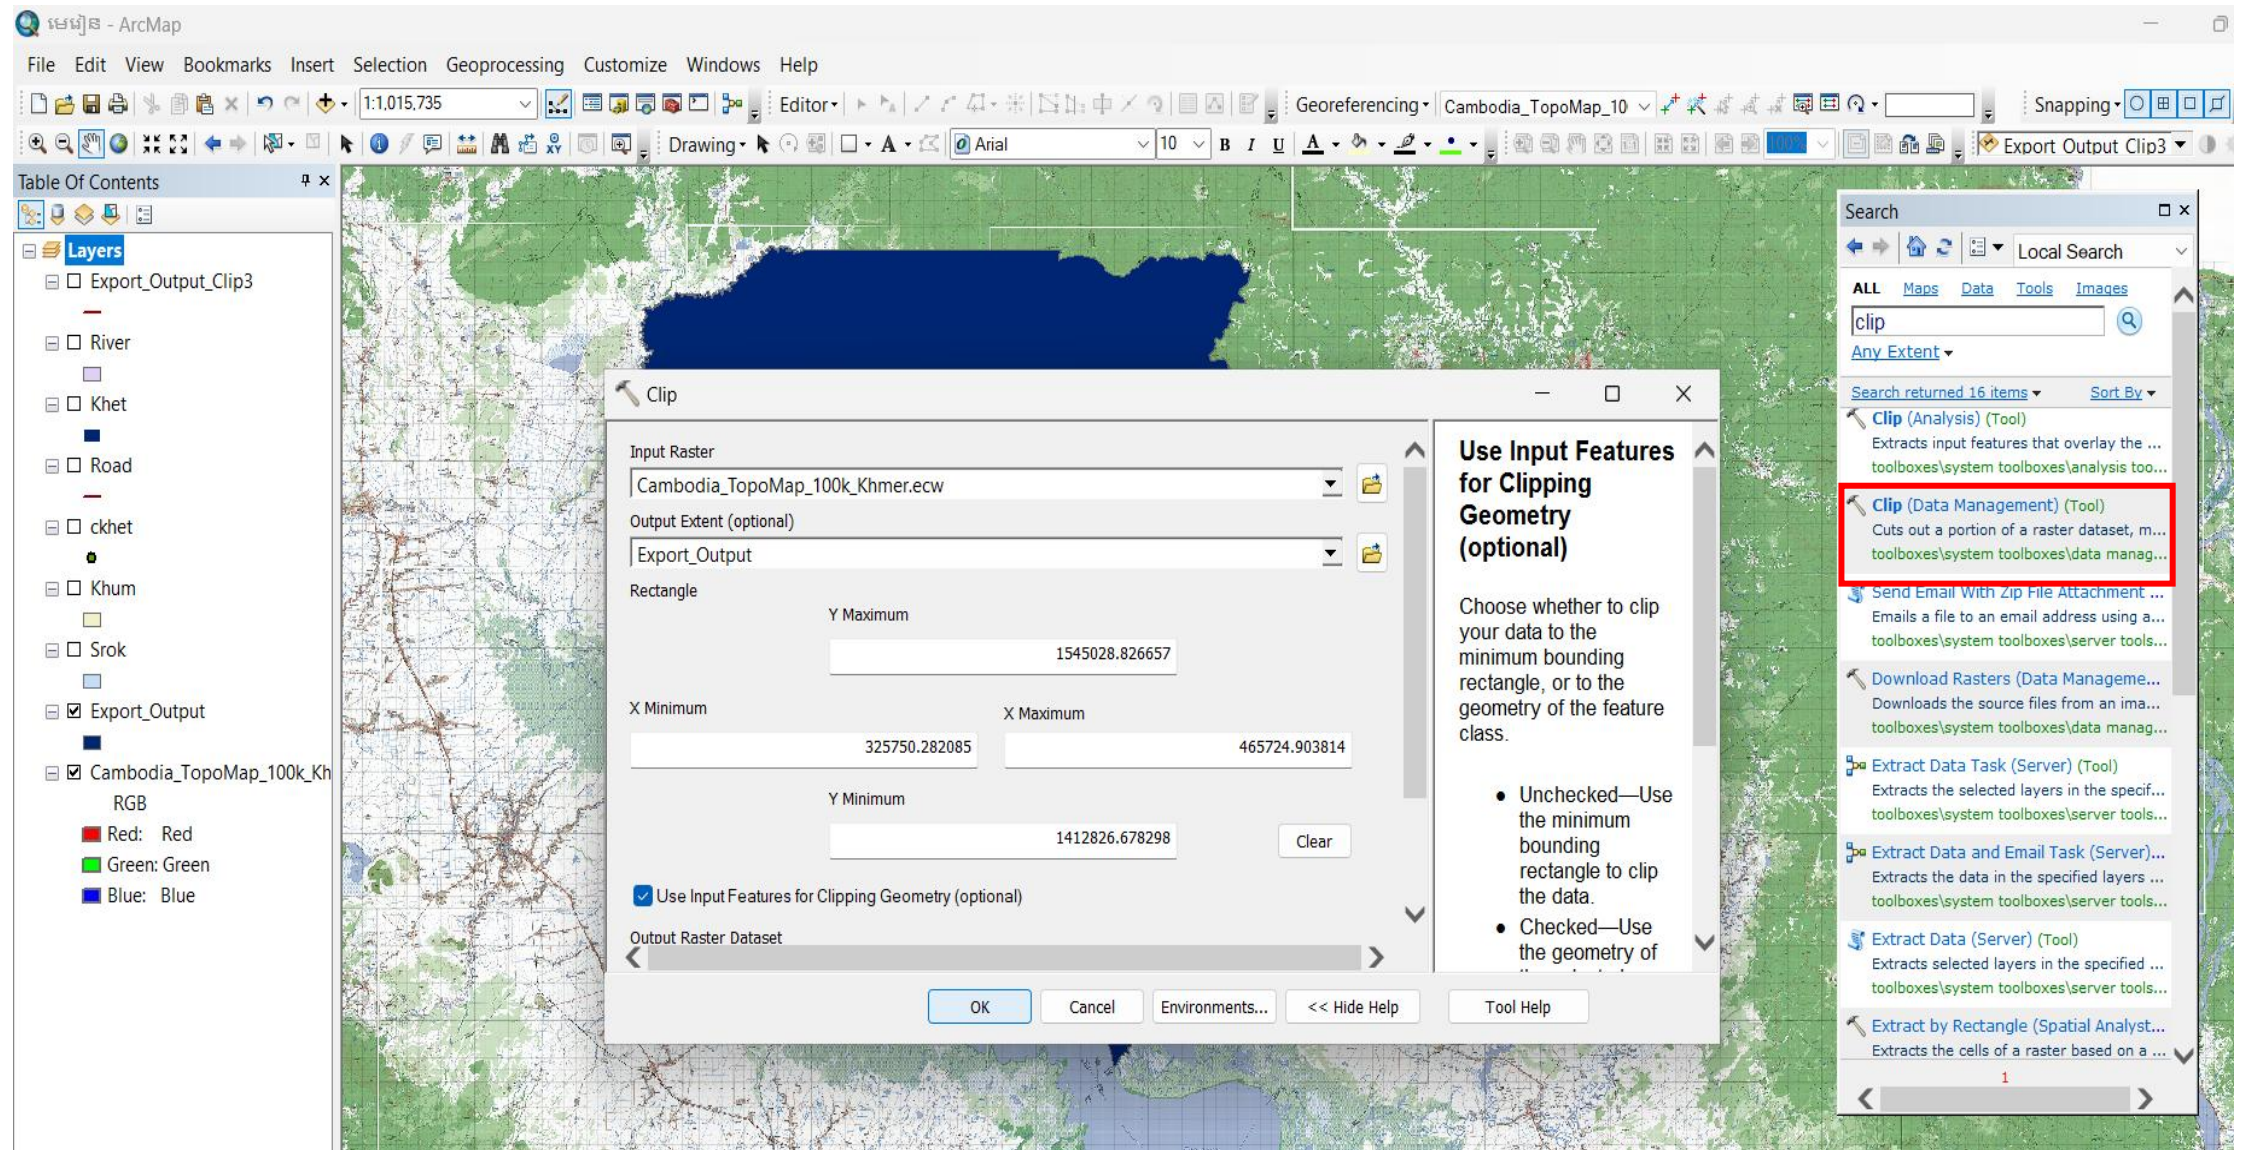 មេរៀន - ArcMap
File Edit View Bookmarks Insert Selection Geoprocessing Customize Windows Help
1:1,015,735 Editor Georeferencing Cambodia_TopoMap_10 Snapping
Drawing A Arial 10 B I U A 100% Export Output Clip3
Table Of Contents
Layers
Export_Output_Clip3
River
Khet
Road
ckhet
Khum
Srok
Export_Output
Cambodia_TopoMap_100k_Kh
RGB
Red: Red
Green: Green
Blue: Blue
Clip
Input Raster
Cambodia_TopoMap_100k_Khmer.ecw
Output Extent (optional)
Export_Output
Rectangle
Y Maximum
1545028.826657
X Minimum
X Maximum
325750.282085
465724.903814
Y Minimum
1412826.678298
Clear
Use Input Features for Clipping Geometry (optional)
Output Raster Dataset
OK Cancel Environments... << Hide Help Tool Help
Use Input Features
for Clipping
Geometry
(optional)
Choose whether to clip
your data to the
minimum bounding
rectangle, or to the
geometry of the feature
class.
• Unchecked—Use
the minimum
bounding
rectangle to clip
the data.
• Checked—Use
the geometry of
Search
Local Search
ALL Maps Data Tools Images
clip
Any Extent
Search returned 16 items Sort By
Clip (Analysis) (Tool)
Extracts input features that overlay the ...
toolboxes\system toolboxes\analysis too...
Clip (Data Management) (Tool)
Cuts out a portion of a raster dataset, m...
toolboxes\system toolboxes\data manag...
Send Email With Zip File Attachment ...
Emails a file to an email address using a...
toolboxes\system toolboxes\server tools...
Download Rasters (Data Manageme...
Downloads the source files from an ima...
toolboxes\system toolboxes\data manag...
Extract Data Task (Server) (Tool)
Extracts the selected layers in the specif...
toolboxes\system toolboxes\server tools...
Extract Data and Email Task (Server)...
Extracts the data in the specified layers ...
toolboxes\system toolboxes\server tools...
Extract Data (Server) (Tool)
Extracts selected layers in the specified ...
toolboxes\system toolboxes\server tools...
Extract by Rectangle (Spatial Analyst...
Extracts the cells of a raster based on a ...
1